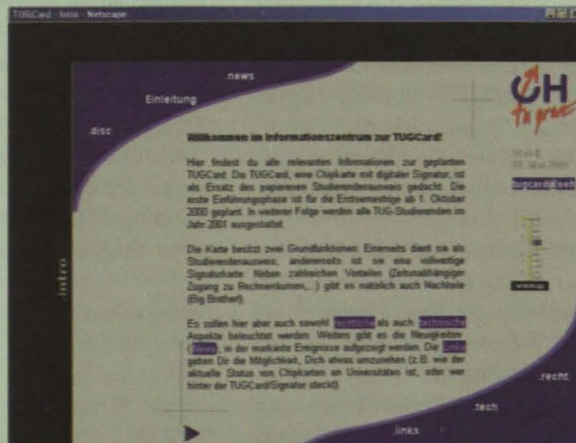 TUGCard - Intro - Netscape
.news
Einleitung
.disc
Willkommen im Informationszentrum zur TUGCard!
Hier findest du alle relevanten Informationen zur geplanten
TUGCard: Die TUGCard, eine Chipkarte mit digitaler Signatur, ist
als Ersatz des papierenen Studierendenausweis gedacht. Die
erste Einführungsphase ist für die Erstsemestrige ab 1. Oktober
2000 geplant. In weiterer Folge werden alle TUG-Studierenden im
Jahr 2001 ausgestattet.
Die Karte besitzt zwei Grundfunktionen: Einerseits dient sie als
Studierendenausweis, andererseits ist sie eine vollwertige
Signaturkarte. Neben zahlreichen Vorteilen (Zeitunabhängiger
Zugang zu Rechnerräumen,...) gibt es natürlich auch Nachteile
(Big Brother!).
Es sollen hier aber auch sowohl rechtliche als auch technische
Aspekte beleuchtet werden. Weiters gibt es die Neuigkeiten
(News), in der markante Ereignisse aufgezeigt werden. Die Links
geben Dir die Möglichkeit, Dich etwas umzusehen (z.B. wie der
aktuelle Status von Chipkarten an Universitäten ist, oder wer
hinter der TUGCard/Signatur steckt).
ÖH
tu graz
Stand:
tugcard@oeh
.intro
.recht
.tech
.links